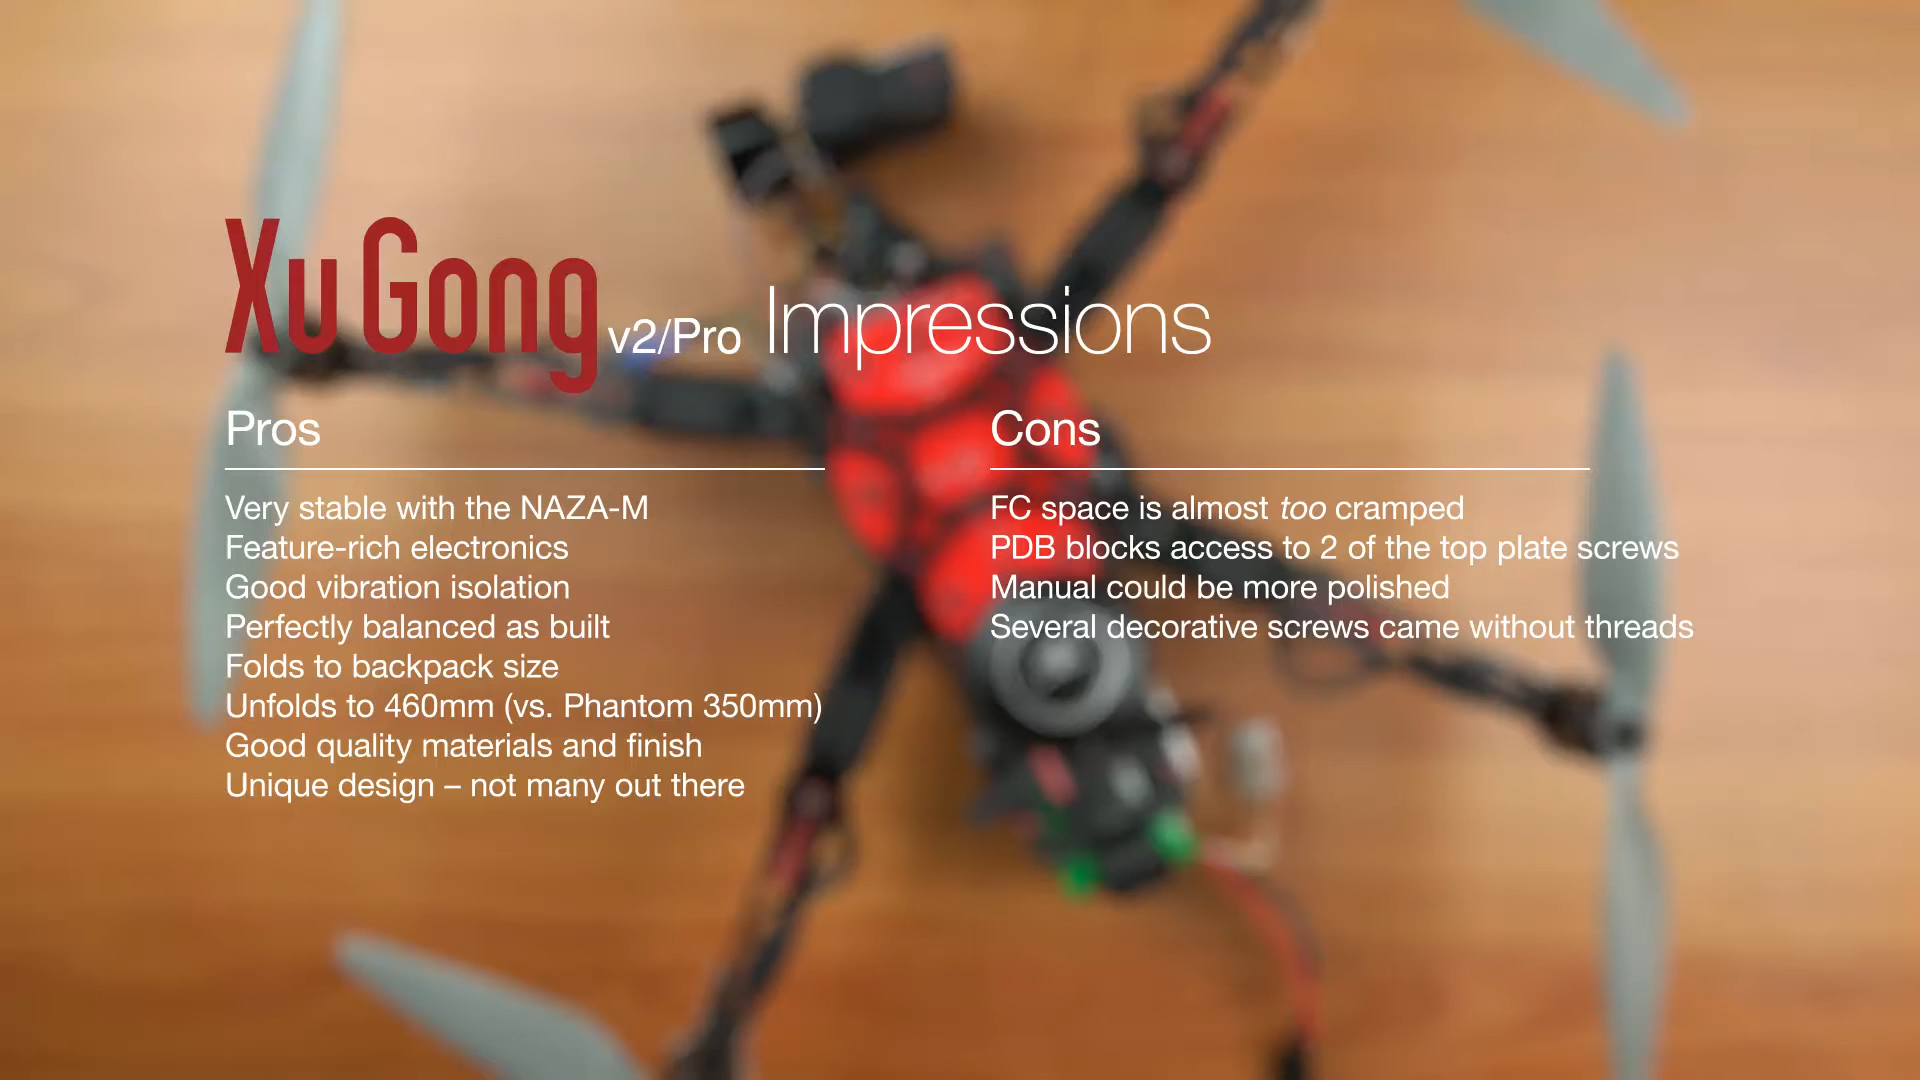 Xu Gong v2/Pro Impressions
Pros
Very stable with the NAZA-M
Feature-rich electronics
Good vibration isolation
Perfectly balanced as built
Folds to backpack size
Unfolds to 460mm (vs. Phantom 350mm)
Good quality materials and finish
Unique design – not many out there
Cons
FC space is almost too cramped
PDB blocks access to 2 of the top plate screws
Manual could be more polished
Several decorative screws came without threads